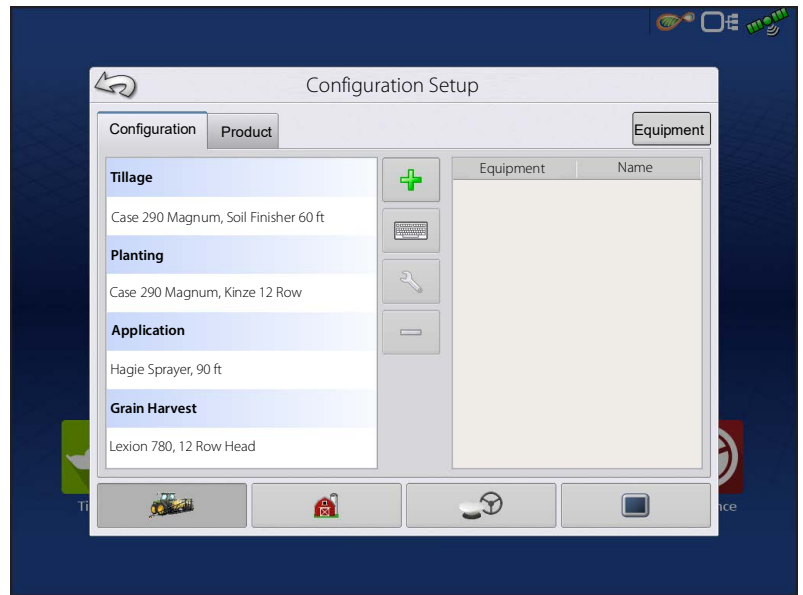 Configuration Setup
Configuration
Product
Equipment
Tillage
Case 290 Magnum, Soil Finisher 60 ft
Planting
Case 290 Magnum, Kinze 12 Row
Application
Hagie Sprayer, 90 ft
Grain Harvest
Lexion 780, 12 Row Head
Equipment
Name
Ti
nce